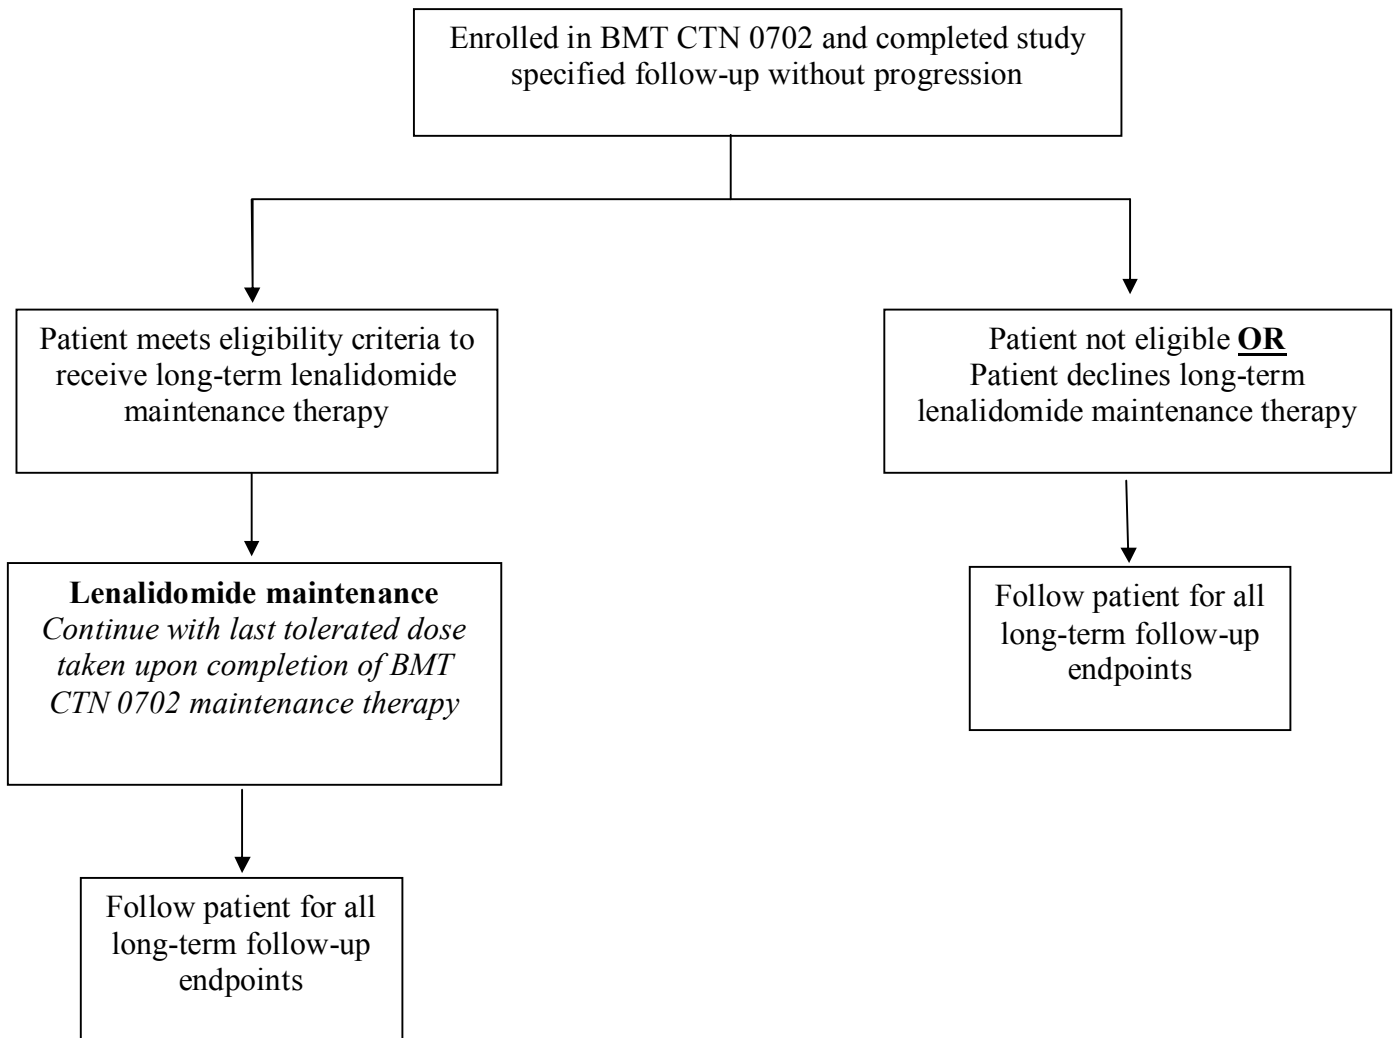 Enrolled in BMT CTN 0702 and completed study
specified follow-up without progression
Patient meets eligibility criteria to
receive long-term lenalidomide
maintenance therapy
Patient not eligible OR
Patient declines long-term
lenalidomide maintenance therapy
Lenalidomide maintenance
Continue with last tolerated dose
taken upon completion of BMT
CTN 0702 maintenance therapy
Follow patient for all
long-term follow-up
endpoints
Follow patient for all
long-term follow-up
endpoints